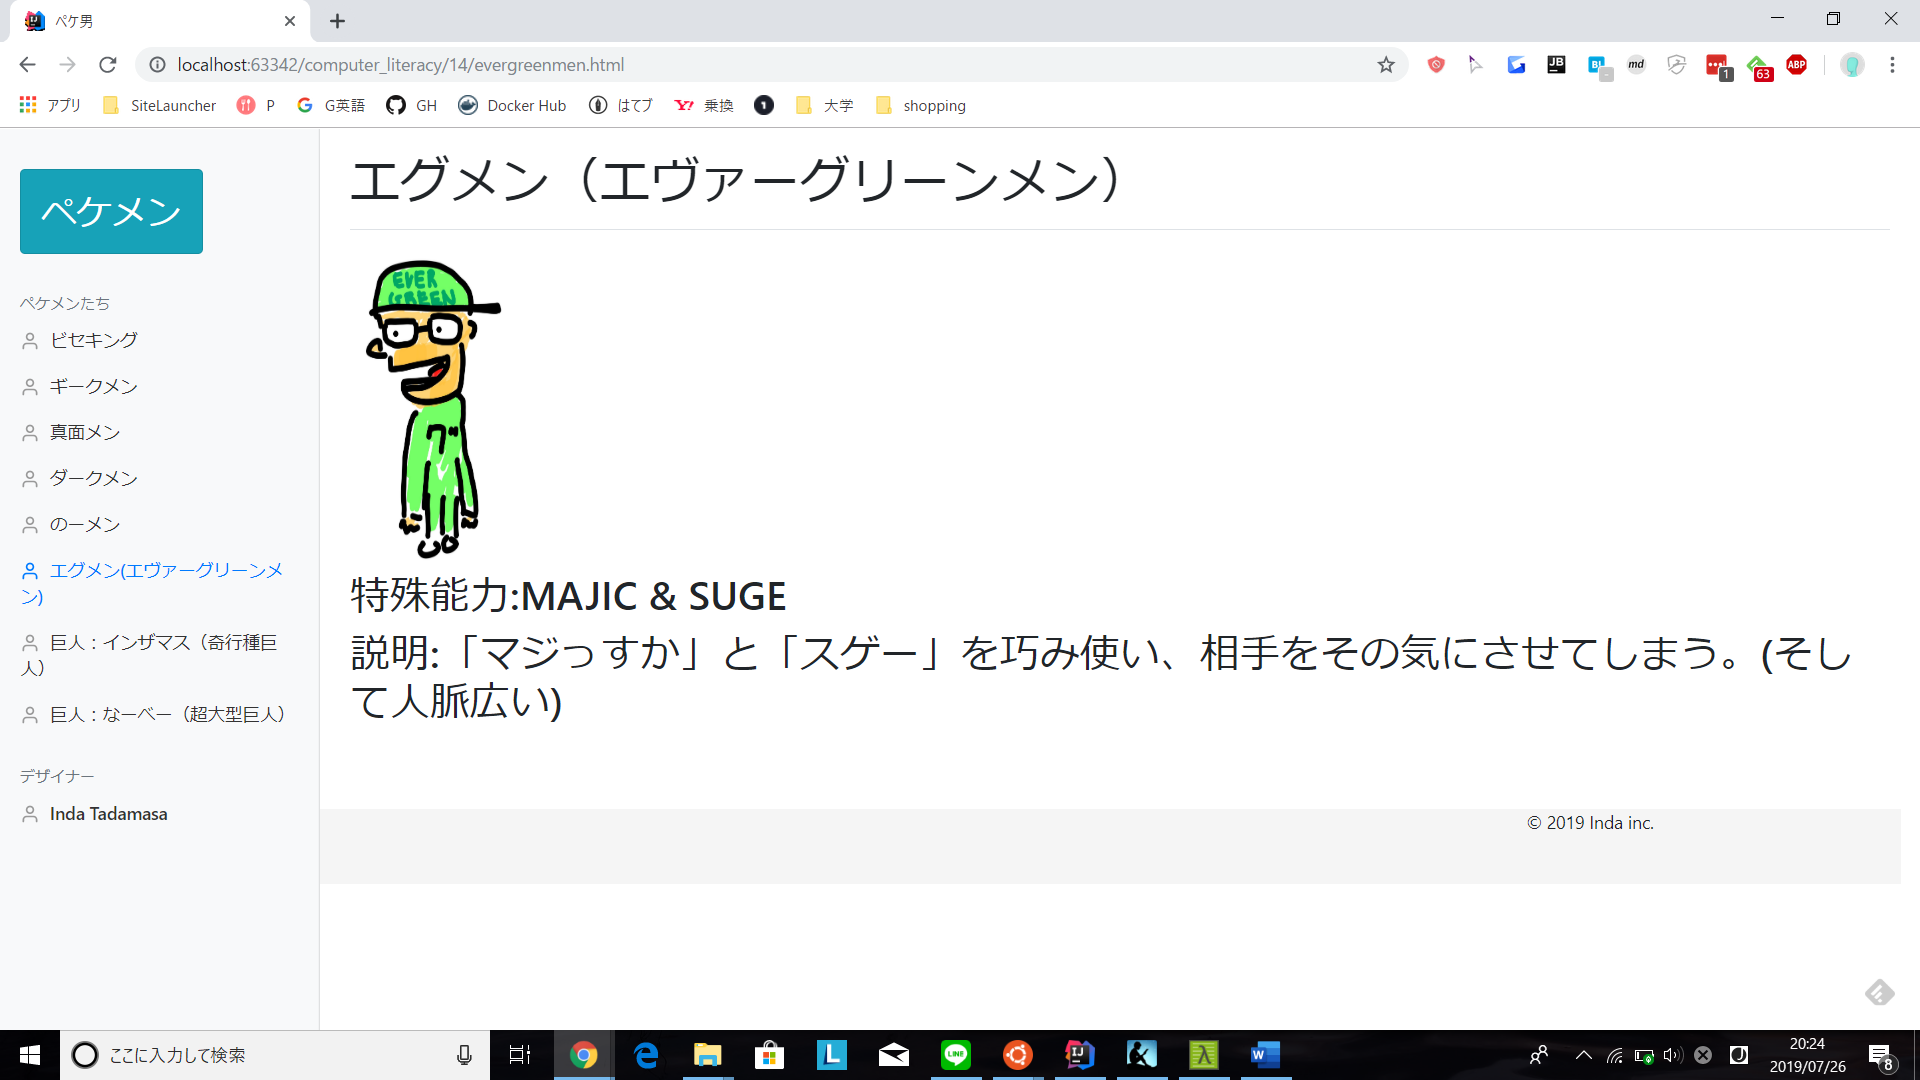 ペケ男
localhost:63342/computer_literacy/14/evergreenmen.html
JB
BL
md
1
63
ABP
アプリ
SiteLauncher
P
G英語
GH
Docker Hub
はてブ
Y!
乗換
大学
shopping
ペケメン
ペケメンたち
ビセキング
ギークメン
真面メン
ダークメン
のーメン
エグメン(エヴァーグリーンメ
ン)
巨人：インザマス（奇行種巨
人）
巨人：なーべー（超大型巨人）
デザイナー
Inda Tadamasa
エグメン（エヴァーグリーンメン）
EVER
GREEN
特殊能力:MAJIC & SUGE
説明:「マジっすか」と「スゲー」を巧み使い、相手をその気にさせてしまう。(そし
て人脈広い)
© 2019 Inda inc.
ここに入力して検索
L
LINE
IJ
W
J
20:24
2019/07/26
8